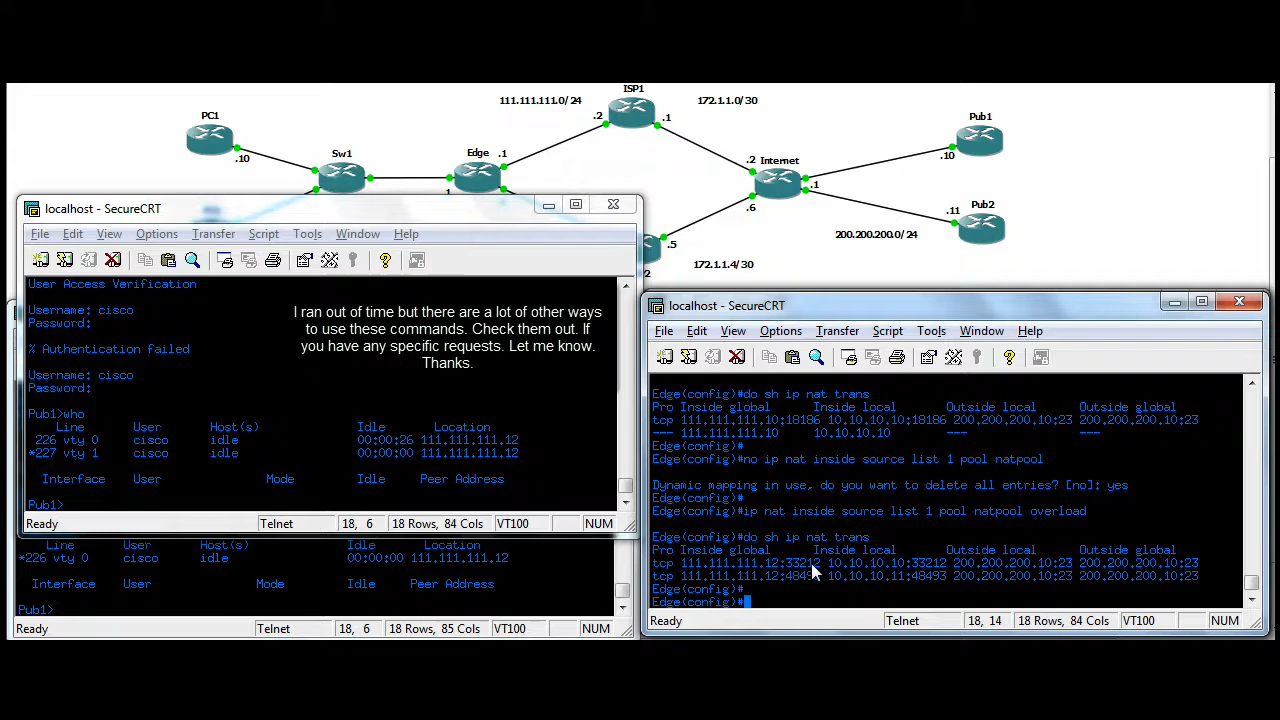 111.111.111.0/24
ISP1
172.1.1.0/30
.2
.1
PC1
.10
Sw1
Edge
.1
1
.2
Internet
.1
.6
Pub1
.10
Pub2
.11
200.200.200.0/24
.5
2
172.1.1.4/30
localhost - SecureCRT
File Edit View Options Transfer Script Tools Window Help
User Access Verification
Username: cisco
Password:
% Authentication failed
Username: cisco
Password:
Pub1>who
Line User Host(s) Idle Location
226 vty 0 cisco idle 00:00:26 111.111.111.12
*227 vty 1 cisco idle 00:00:00 111.111.111.12
Interface User Mode Idle Peer Address
Pub1>
Ready Telnet 18, 6 18 Rows, 84 Cols VT100 NUM
I ran out of time but there are a lot of other ways
to use these commands. Check them out. If
you have any specific requests. Let me know.
Thanks.
Line User Host(s) Idle Location
*226 vty 0 cisco idle 00:00:00 111.111.111.12
Interface User Mode Idle Peer Address
Pub1>
Ready Telnet 18, 6 18 Rows, 85 Cols VT100 NUM
localhost - SecureCRT
File Edit View Options Transfer Script Tools Window Help
Edge(config)#do sh ip nat trans
Pro Inside global Inside local Outside local Outside global
tcp 111.111.111.10:18186 10.10.10.10:18186 200.200.200.10:23 200.200.200.10:23
--- 111.111.111.10 10.10.10.10 --- ---
Edge(config)#
Edge(config)#no ip nat inside source list 1 pool natpool
Dynamic mapping in use, do you want to delete all entries? [no]: yes
Edge(config)#
Edge(config)#ip nat inside source list 1 pool natpool overload
Edge(config)#do sh ip nat trans
Pro Inside global Inside local Outside local Outside global
tcp 111.111.111.12:33212 10.10.10.10:33212 200.200.200.10:23 200.200.200.10:23
tcp 111.111.111.12:4849 10.10.10.11:48493 200.200.200.10:23 200.200.200.10:23
Edge(config)#
Edge(config)#
Ready Telnet 18, 14 18 Rows, 84 Cols VT100 NUM